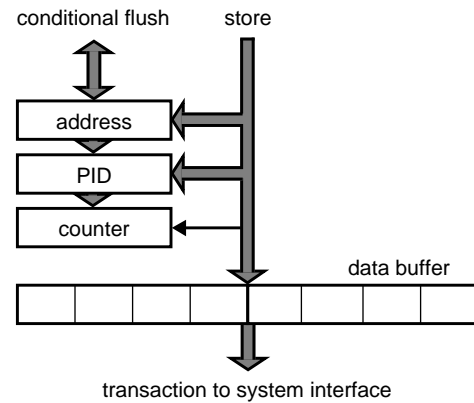 conditional flush
store
address
PID
counter
data buffer
transaction to system interface